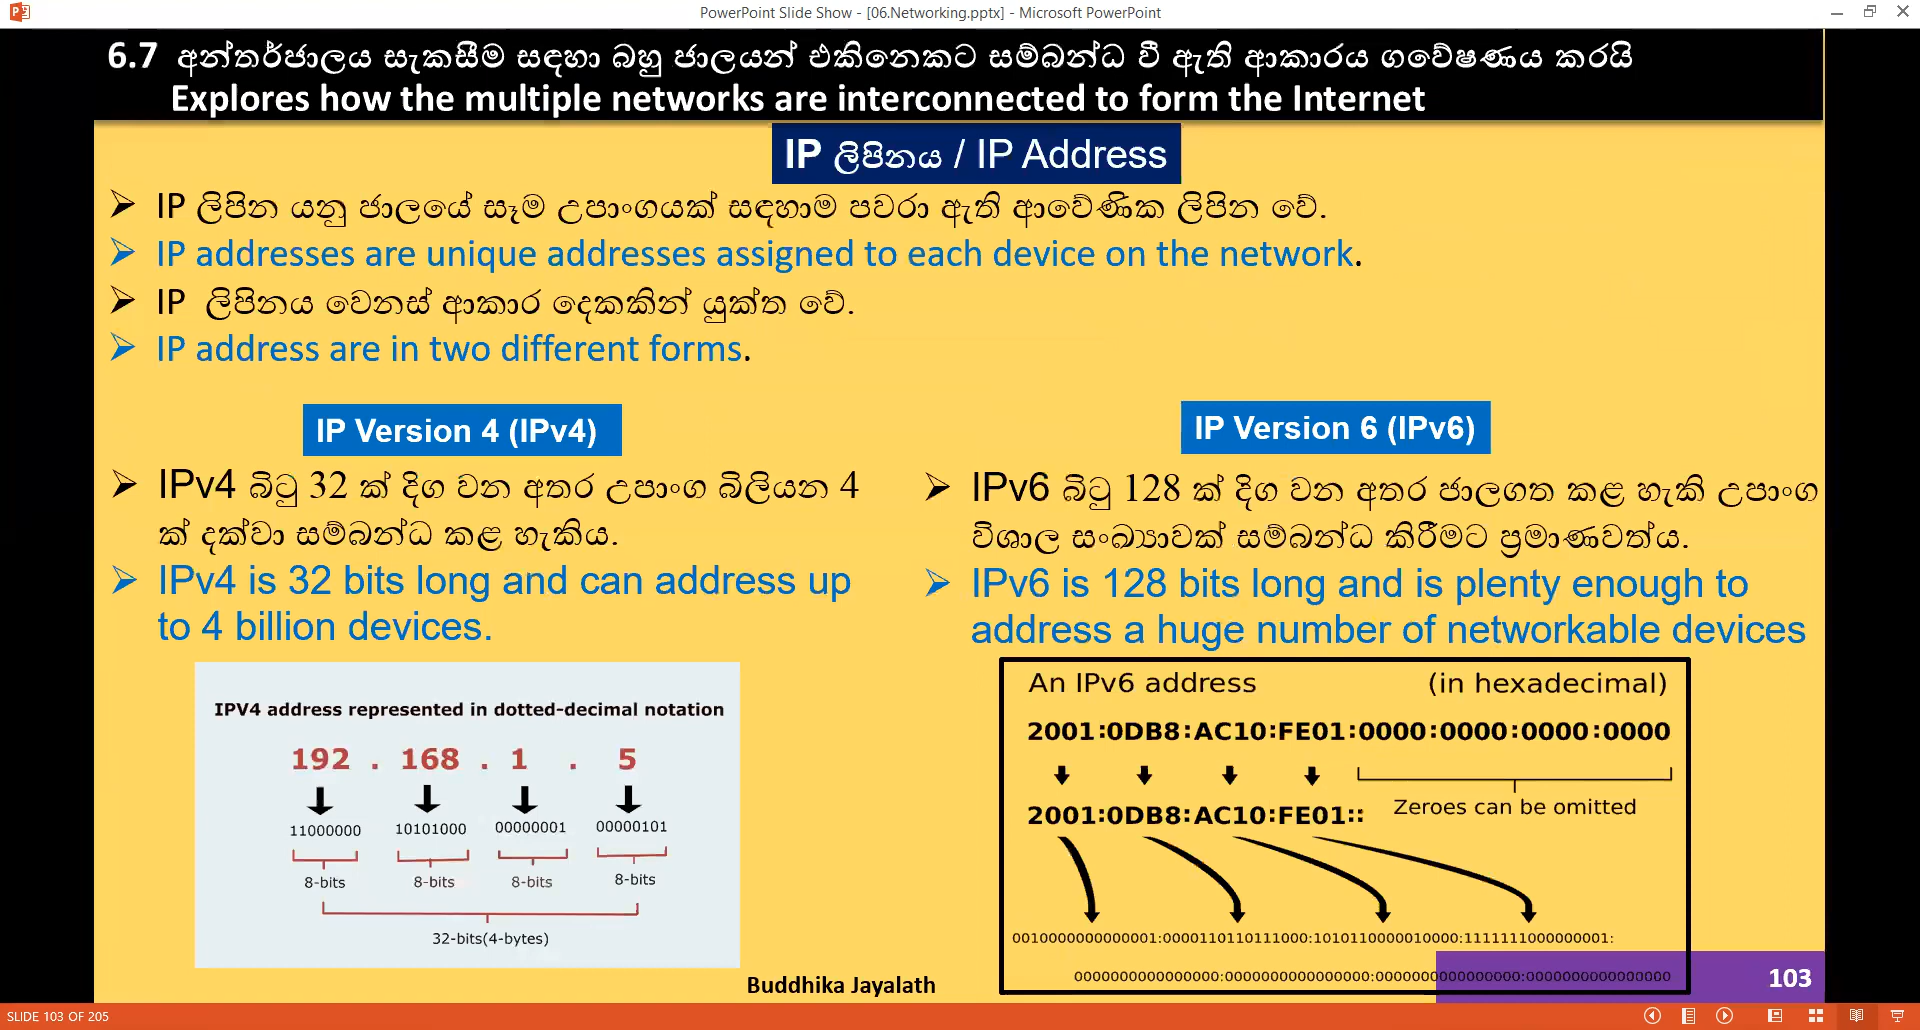 PowerPoint Slide Show - [06.Networking.pptx] - Microsoft PowerPoint
6.7 අන්තර්ජාලය සැකසීම සඳහා බහු ජාලයන් එකිනෙකට සම්බන්ධ වී ඇති ආකාරය ගවේෂණය කරයි
Explores how the multiple networks are interconnected to form the Internet
IP ලිපිනය / IP Address
IP ලිපින යනු ජාලයේ සෑම උපාංගයක් සඳහාම පවරා ඇති ආවේණික ලිපින වේ.
IP addresses are unique addresses assigned to each device on the network.
IP ලිපිනය වෙනස් ආකාර දෙකකින් යුක්ත වේ.
IP address are in two different forms.
IP Version 4 (IPv4)
IPv4 බිටු 32 ක් දිග වන අතර උපාංග බිලියන 4
ක් දක්වා සම්බන්ධ කළ හැකිය.
IPv4 is 32 bits long and can address up
to 4 billion devices.
IPV4 address represented in dotted-decimal notation
192 . 168 . 1 . 5
11000000 10101000 00000001 00000101
8-bits 8-bits 8-bits 8-bits
32-bits(4-bytes)
IP Version 6 (IPv6)
IPv6 බිටු 128 ක් දිග වන අතර ජාලගත කළ හැකි උපාංග
විශාල සංඛ්‍යාවක් සම්බන්ධ කිරීමට ප්‍රමාණවත්ය.
IPv6 is 128 bits long and is plenty enough to
address a huge number of networkable devices
An IPv6 address (in hexadecimal)
2001:0DB8:AC10:FE01:0000:0000:0000:0000
2001:0DB8:AC10:FE01:: Zeroes can be omitted
0010000000000001:0000110110111000:1010110000010000:1111111000000001:
0000000000000000:0000000000000000:0000000000000000:0000000000000000
Buddhika Jayalath
103
SLIDE 103 OF 205